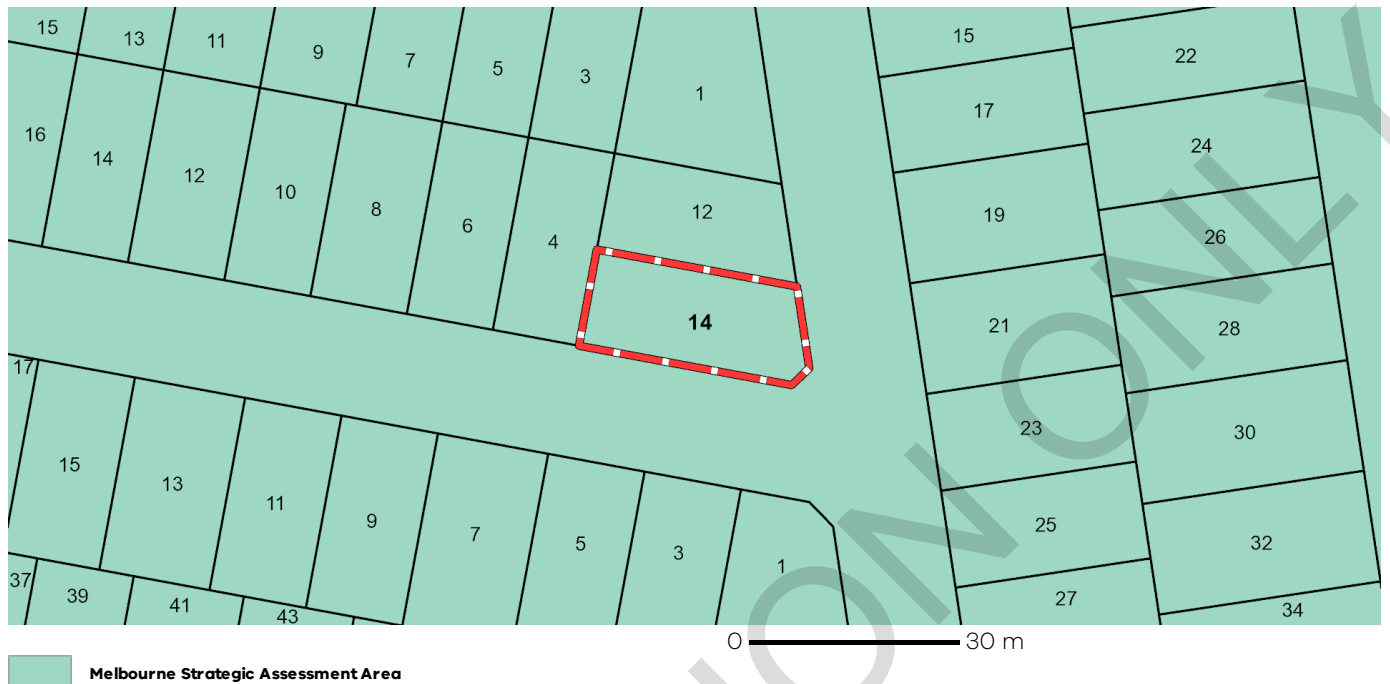 15 13 11 9 7 5 3 1 15 22
16 14 12 10 8 6 4 12 17 24
19 26
14 21 28
17 15 13 11 9 7 5 3 1 23 30
25 32
37 39 41 43 27 34
0 30 m
Melbourne Strategic Assessment Area
ON ONLY